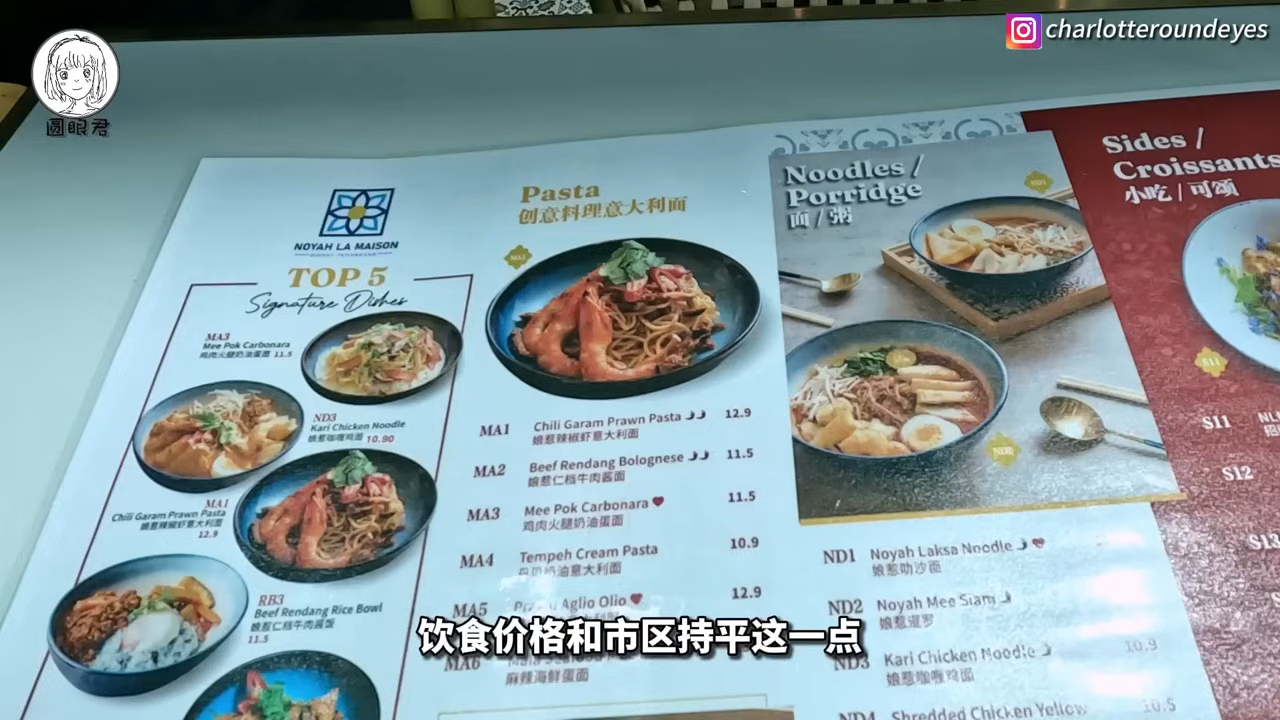 charlotteroundeyes
圆眼君
NOYAH LA MAISON
TOP 5
Signature Dishes
MA3
Mee Pok Carbonara
鸡肉火腿奶油蛋面 11.5
ND3
Kari Chicken Noodle
娘惹咖喱鸡面 10.90
MA1
Chili Garam Prawn Pasta
娘惹辣椒虾意大利面
12.9
RB3
Beef Rendang Rice Bowl
娘惹仁档牛肉酱饭
11.5
Pasta
创意料理意大利面
MA1
MA1 Chili Garam Prawn Pasta 12.9
娘惹辣椒虾意大利面
MA2 Beef Rendang Bolognese 11.5
娘惹仁档牛肉酱面
MA3 Mee Pok Carbonara 11.5
鸡肉火腿奶油蛋面
MA4 Tempeh Cream Pasta 10.9
奶油意大利面
MA5 Prawn Aglio Olio 12.9
MA6
麻辣海鲜蛋面
Noodles /
Porridge
面 / 粥
ND1
ND1 Noyah Laksa Noodle
娘惹叻沙面
ND2 Noyah Mee Siam
娘惹暹罗
ND3 Kari Chicken Noodle 10.9
娘惹咖喱鸡面
ND4 Shredded Chicken Yellow 10.5
Sides /
Croissants
小吃 / 可颂
S11
S11
S12
S13
饮食价格和市区持平这一点